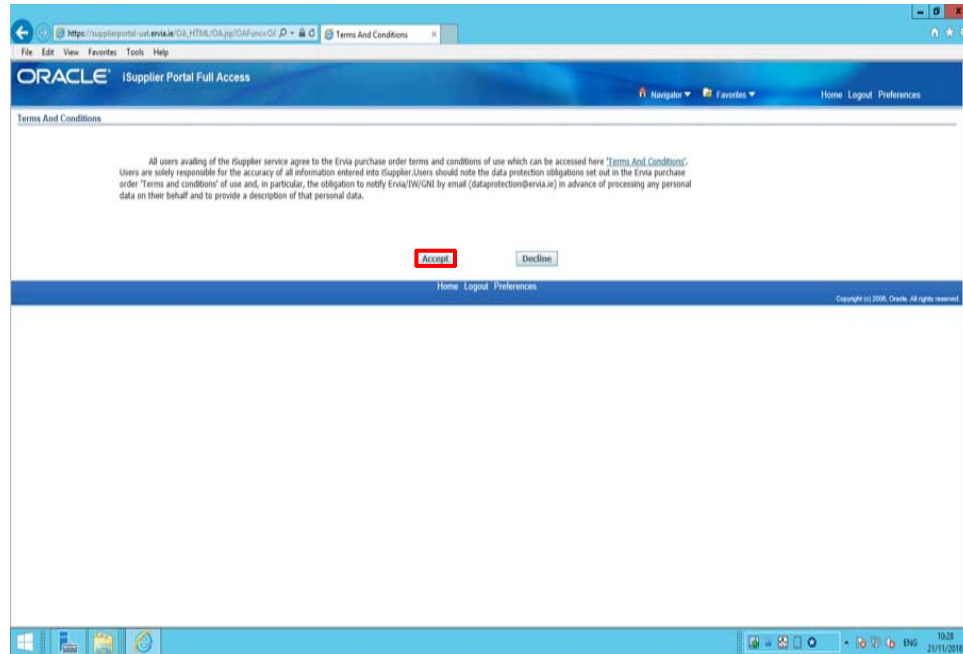 https://supplierportal-uat.ervia.ie/OA_HTML/OA.jsp?OAFunc=O
Terms And Conditions
File Edit View Favorites Tools Help
ORACLE iSupplier Portal Full Access
Navigator Favorites Home Logout Preferences
Terms And Conditions
All users availing of the iSupplier service agree to the Ervia purchase order terms and conditions of use which can be accessed here 'Terms And Conditions'.
Users are solely responsible for the accuracy of all information entered into iSupplier.Users should note the data protection obligations set out in the Ervia purchase
order 'Terms and conditions' of use and, in particular, the obligation to notify Ervia/IW/GNI by email (dataprotection@ervia.ie) in advance of processing any personal
data on their behalf and to provide a description of that personal data.
Accept Decline
Home Logout Preferences
Copyright (c) 2006, Oracle. All rights reserved.
ENG 10:28
21/11/2018